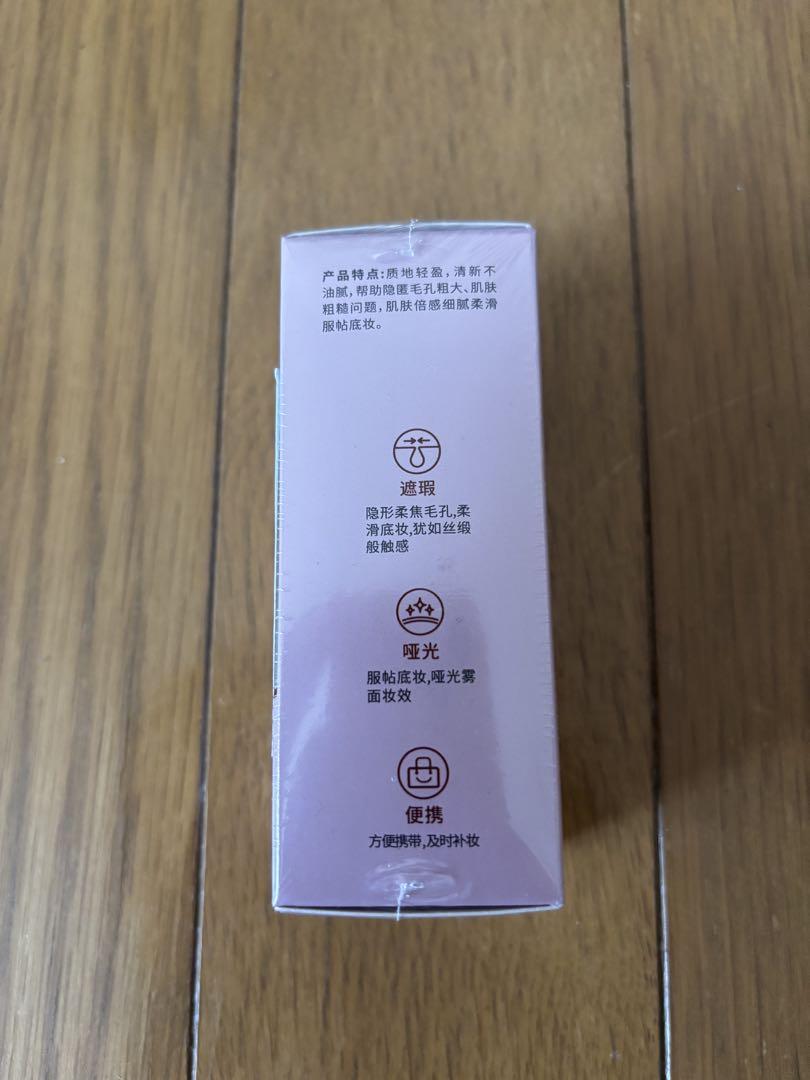 产品特点:质地轻盈,清新不
油腻,帮助隐匿毛孔粗大、肌肤
粗糙问题,肌肤倍感细腻柔滑
服帖底妆。
遮瑕
隐形柔焦毛孔,柔
滑底妆,犹如丝缎
般触感
哑光
服帖底妆,哑光雾
面妆效
便携
方便携带,及时补妆